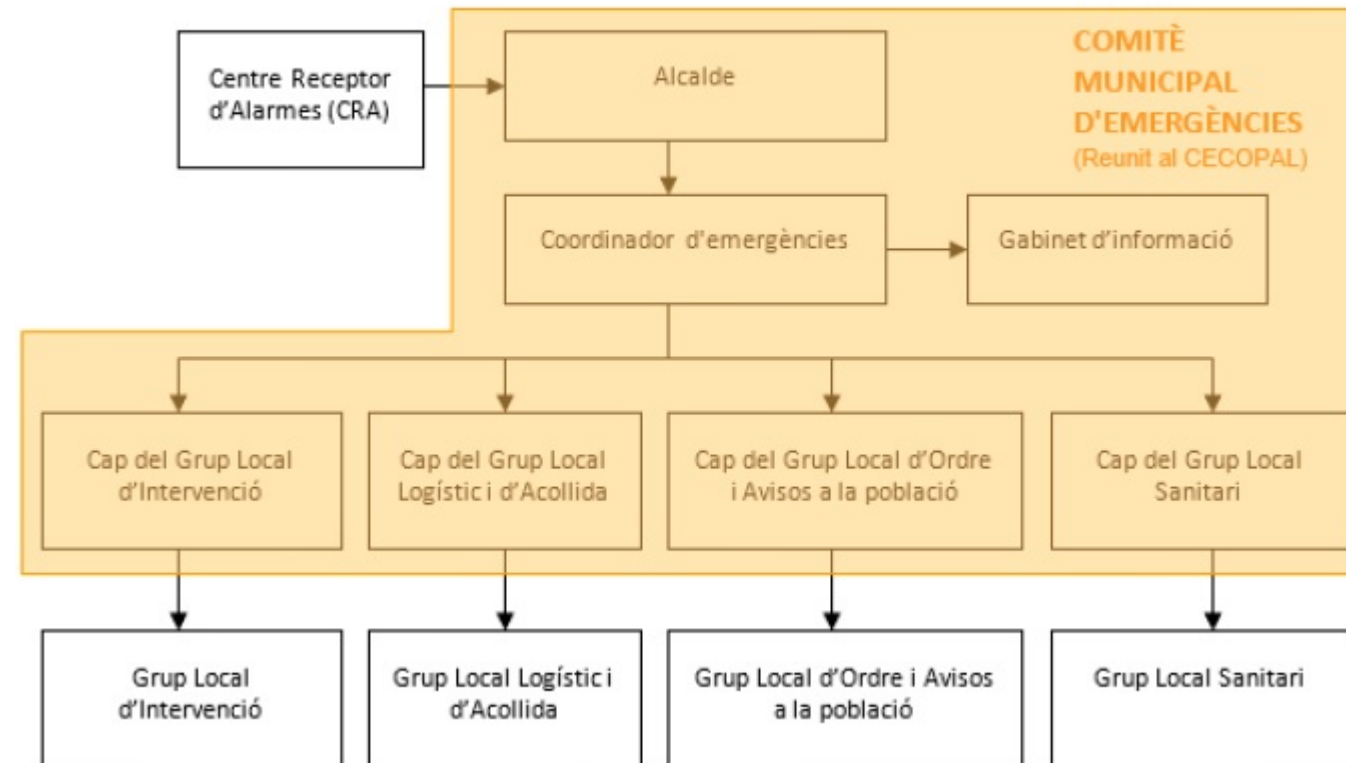 Centre Receptor
d'Alarmes (CRA)
Alcalde
COMITÈ
MUNICIPAL
D'EMERGÈNCIES
(Reunit al CECOPAL)
Coordinador d'emergències
Gabinet d'informació
Cap del Grup Local
d'Intervenció
Cap del Grup Local
Logístic i d'Acollida
Cap del Grup Local d'Ordre
i Avisos a la població
Cap del Grup Local
Sanitari
Grup Local
d'Intervenció
Grup Local Logístic i
d'Acollida
Grup Local d'Ordre i Avisos
a la població
Grup Local Sanitari